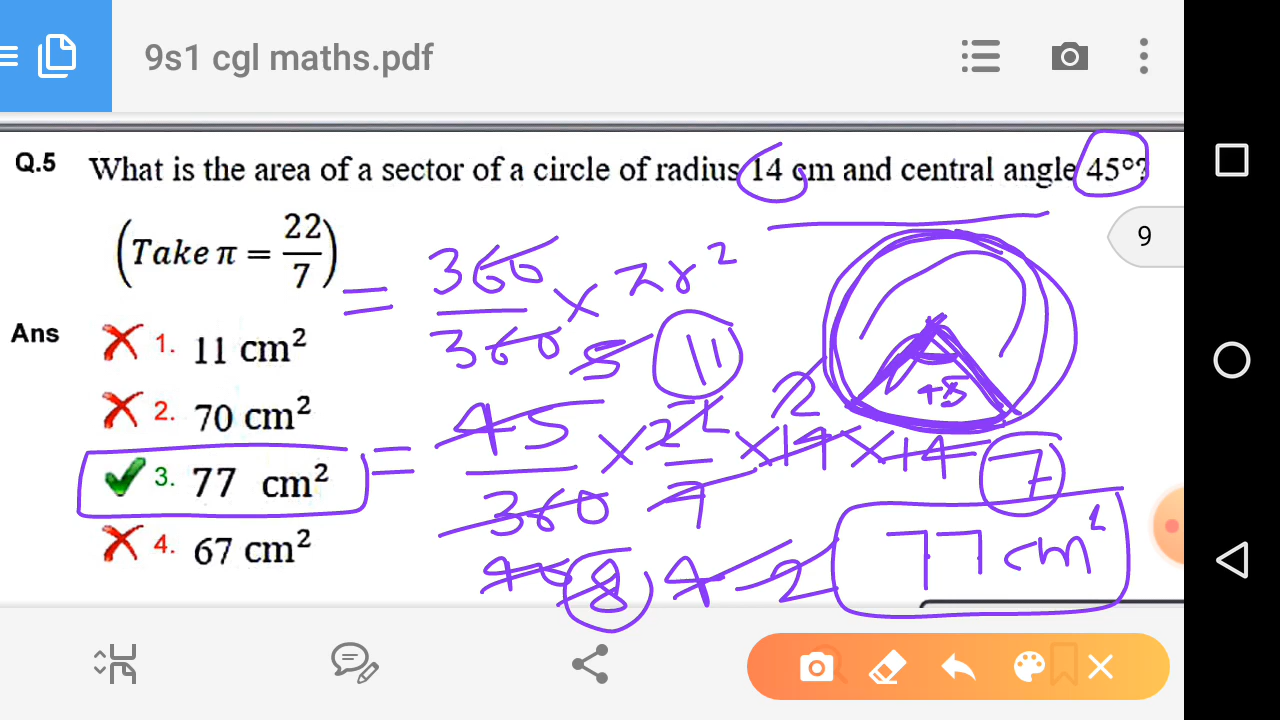 9s1 cgl maths.pdf
Q.5 What is the area of a sector of a circle of radius 14 cm and central angle 45°?
(Take π = 22/7)
= 360/360 × πr²
5 11
Ans 1. 11 cm²
2. 70 cm²
3. 77 cm²
4. 67 cm²
2
= 45/360 × 22/7 × 14 × 14
7
8 4 2
45
77 cm²
9